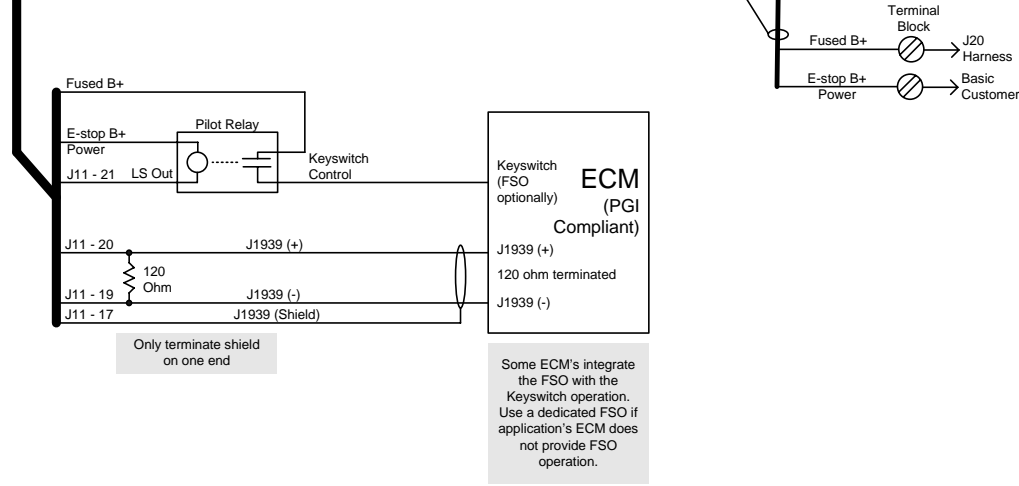 Terminal
Block
Fused B+
J20
Harness
E-stop B+
Power
Basic
Customer
Fused B+
E-stop B+
Power
Pilot Relay
J11 - 21
LS Out
Keyswitch
Control
Keyswitch
(FSO
optionally)
ECM
(PGI
Compliant)
J11 - 20
J1939 (+)
J1939 (+)
120
Ohm
120 ohm terminated
J11 - 19
J1939 (-)
J1939 (-)
J11 - 17
J1939 (Shield)
Only terminate shield
on one end
Some ECM's integrate
the FSO with the
Keyswitch operation.
Use a dedicated FSO if
application's ECM does
not provide FSO
operation.